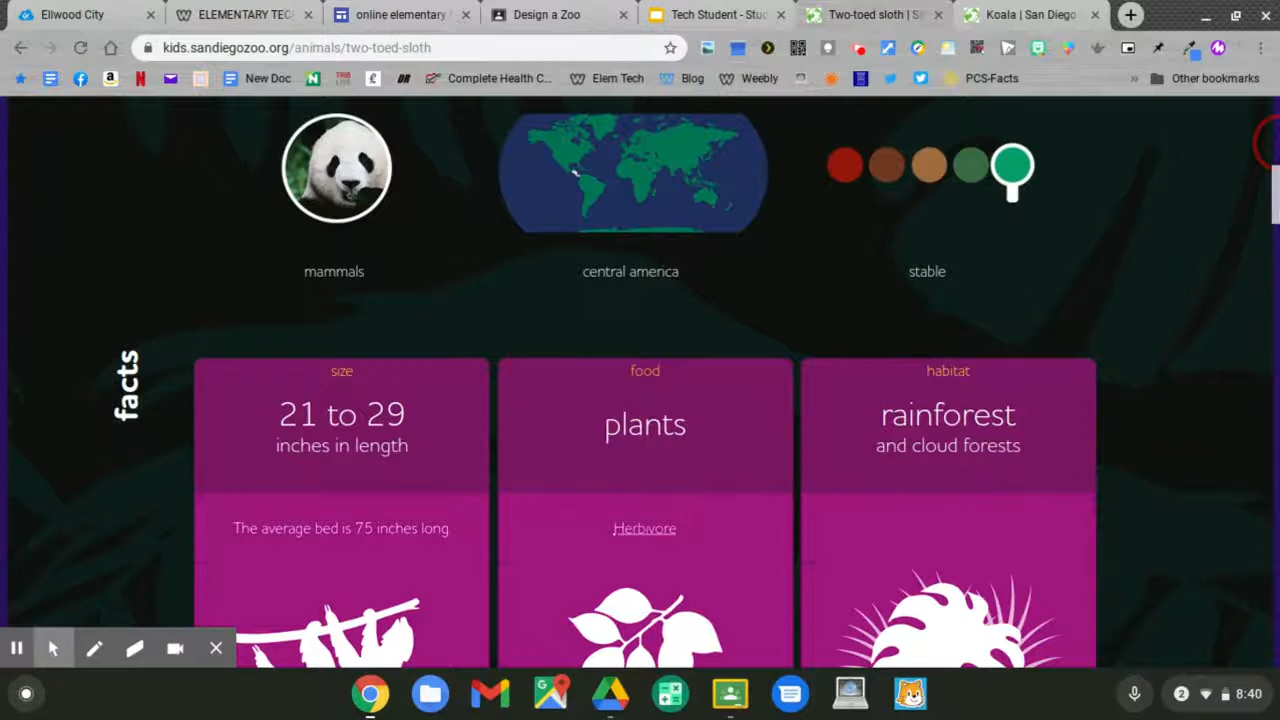 Ellwood City
ELEMENTARY TEC
online elementary
Design a Zoo
Tech Student - Stud
Two-toed sloth | S
Koala | San Diego
kids.sandiegozoo.org/animals/two-toed-sloth
New Doc
Complete Health C...
Elem Tech
Blog
Weebly
PCS-Facts
Other bookmarks
mammals
central america
stable
facts
size
food
habitat
21 to 29
inches in length
plants
rainforest
and cloud forests
The average bed is 75 inches long.
Herbivore
2
8:40